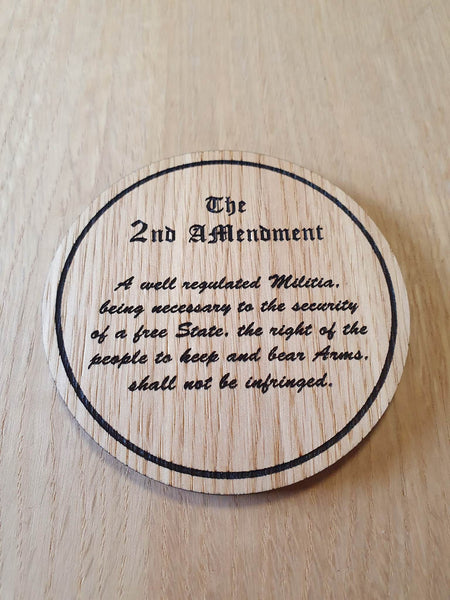 The
2nd AMendment
A well regulated Militia,
being necessary to the security
of a free State, the right of the
people to keep and bear Arms,
shall not be infringed.